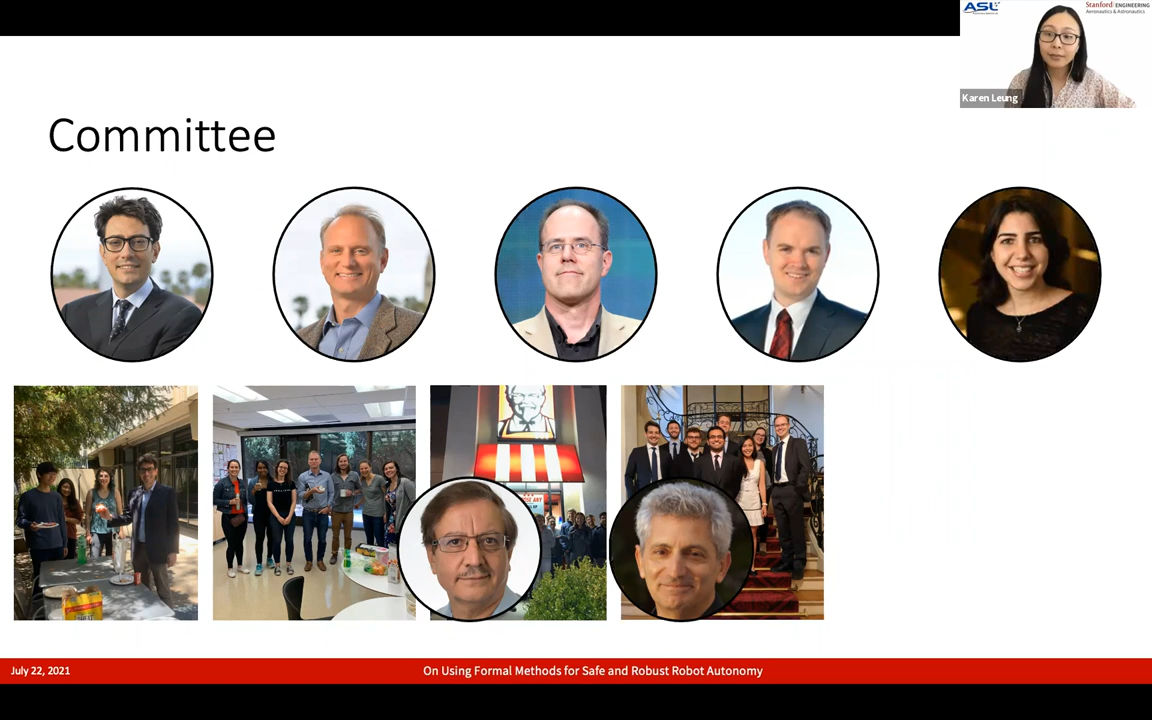 ASL
Stanford | ENGINEERING
Aeronautics & Astronautics
Karen Leung
Committee
July 22, 2021
On Using Formal Methods for Safe and Robust Robot Autonomy